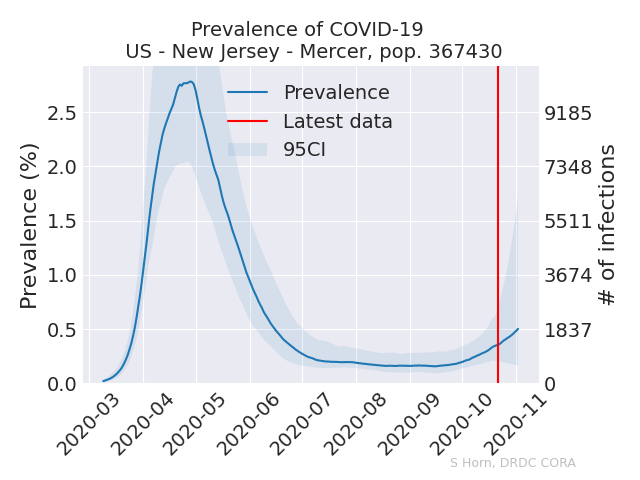 Prevalence of COVID-19
US - New Jersey - Mercer, pop. 367430
Prevalence
Latest data
95CI
Prevalence (%)
2.5
2.0
1.5
1.0
0.5
0.0
9185
7348
5511
3674
1837
0
# of infections
2020-03
2020-04
2020-05
2020-06
2020-07
2020-08
2020-09
2020-10
2020-11
S Horn, DRDC CORA